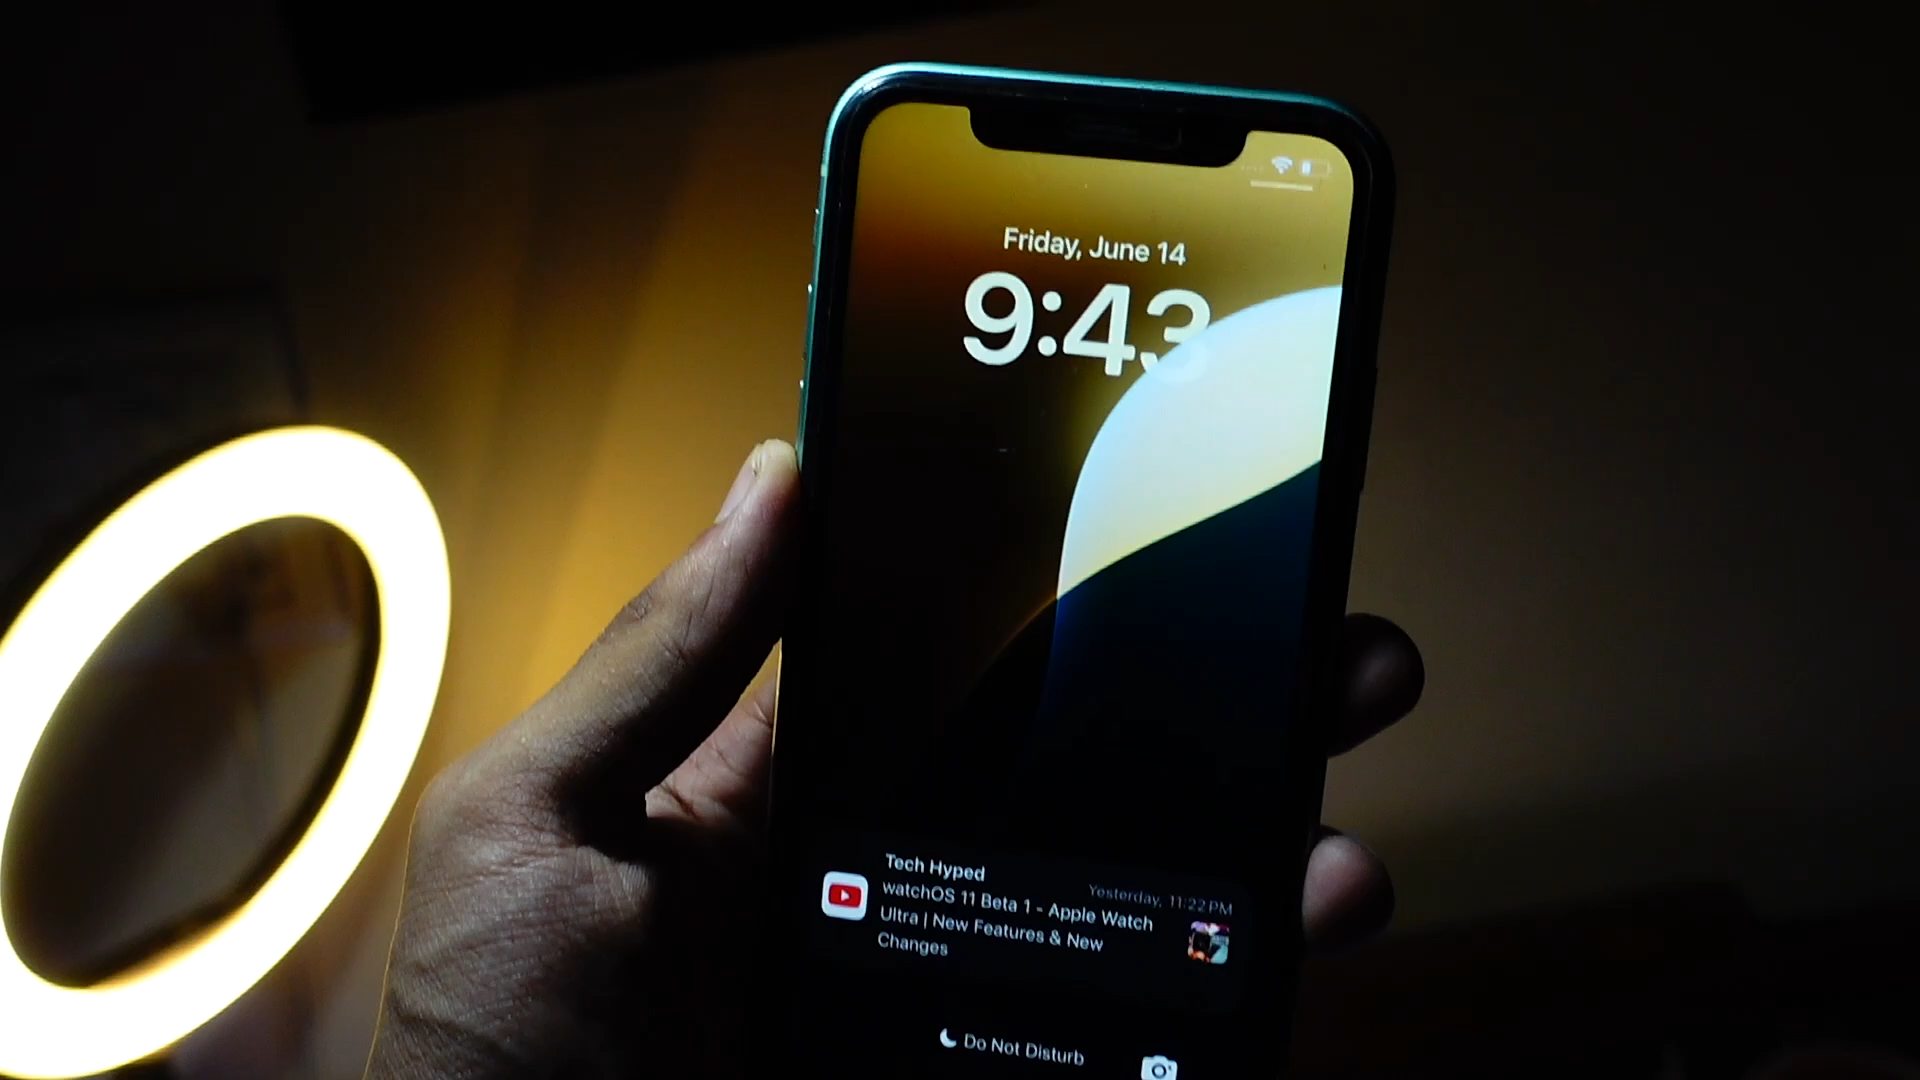 Friday, June 14
9:43
Tech Hyped
Yesterday, 11:22 PM
watchOS 11 Beta 1 - Apple Watch
Ultra | New Features & New
Changes
Do Not Disturb